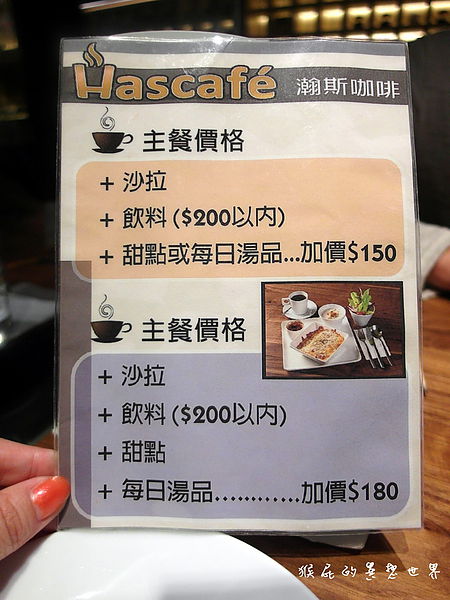 Hascafé 瀚斯咖啡
主餐價格
+ 沙拉
+ 飲料 ($200以內)
+ 甜點或每日湯品...加價$150
主餐價格
+ 沙拉
+ 飲料 ($200以內)
+ 甜點
+ 每日湯品............加價$180
猴屁的異想世界